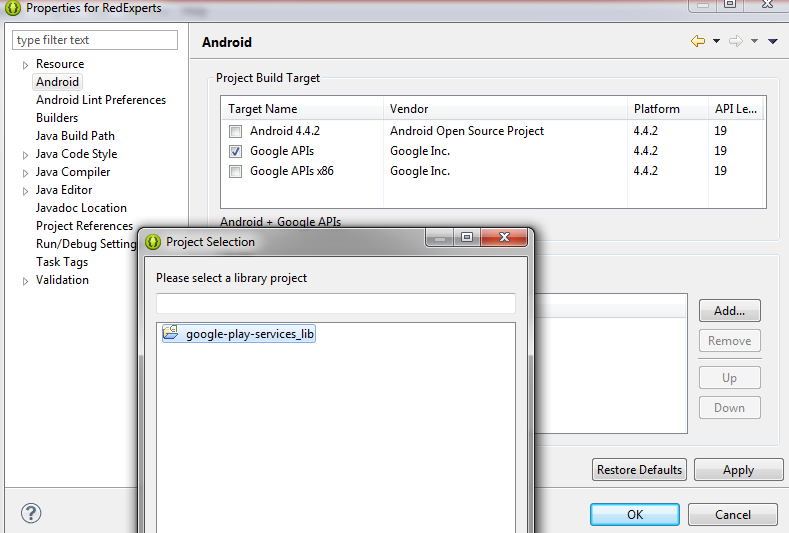 Properties for RedExperts
type filter text
Resource
Android
Android Lint Preferences
Builders
Java Build Path
Java Code Style
Java Compiler
Java Editor
Javadoc Location
Project References
Run/Debug Setting
Task Tags
Validation
Android
Project Build Target
Target Name Vendor Platform API Le...
Android 4.4.2 Android Open Source Project 4.4.2 19
Google APIs Google Inc. 4.4.2 19
Google APIs x86 Google Inc. 4.4.2 19
Android + Google APIs
Project Selection
Please select a library project
google-play-services_lib
Add...
Remove
Up
Down
Restore Defaults Apply
? OK Cancel